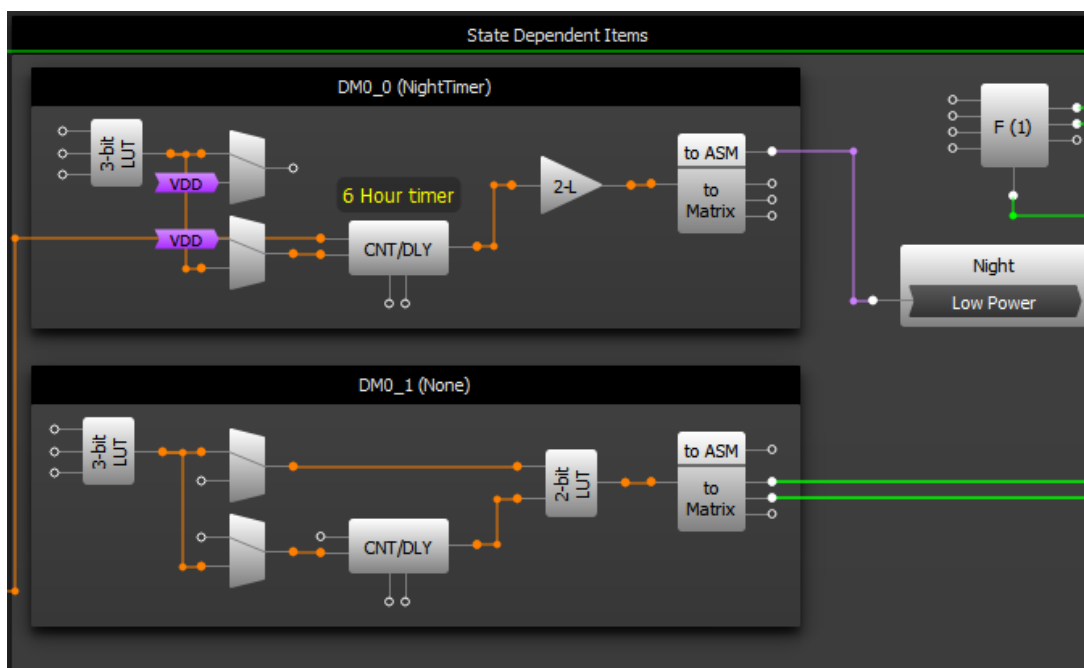 State Dependent Items
DM0_0 (NightTimer)
3-bit
LUT
VDD
VDD
6 Hour timer
CNT/DLY
2-L
to ASM
to
Matrix
F (1)
Night
Low Power
DM0_1 (None)
3-bit
LUT
CNT/DLY
2-bit
LUT
to ASM
to
Matrix